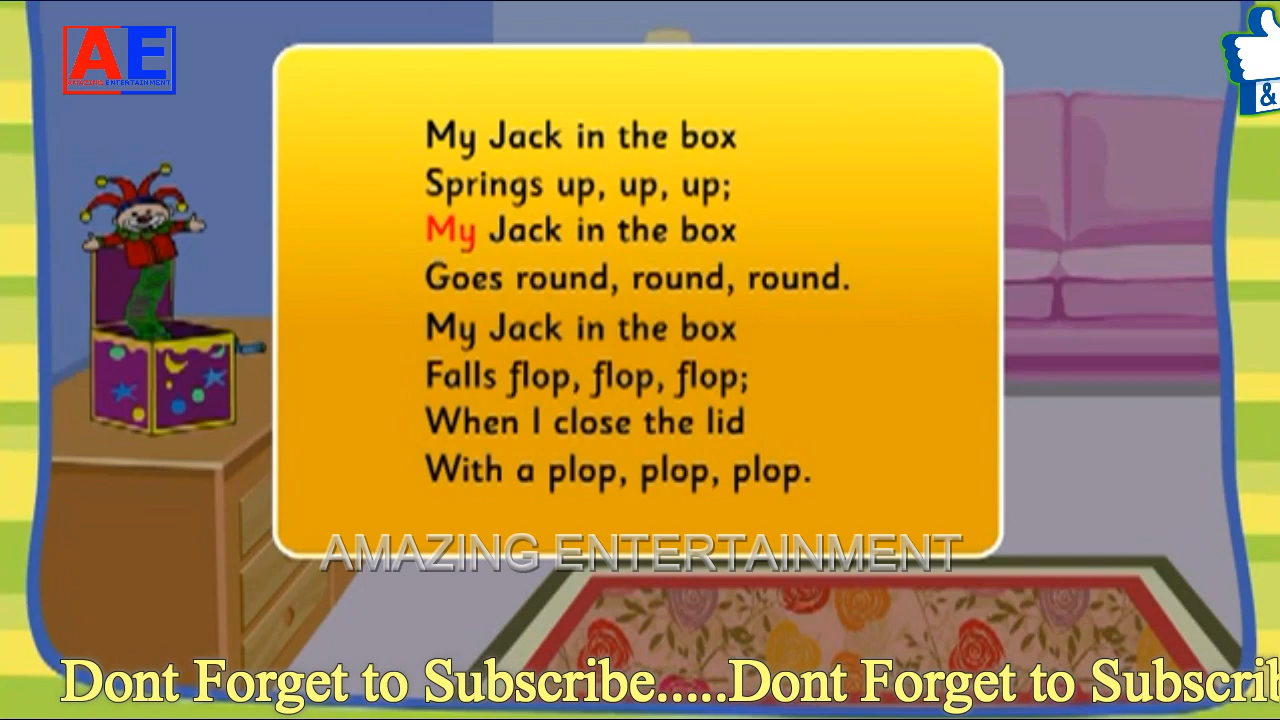 AE
AMAZING ENTERTAINMENT
My Jack in the box
Springs up, up, up;
My Jack in the box
Goes round, round, round.
My Jack in the box
Falls flop, flop, flop;
When I close the lid
With a plop, plop, plop.
&
AMAZING ENTERTAINMENT
Dont Forget to Subscribe.....Dont Forget to Subscrib